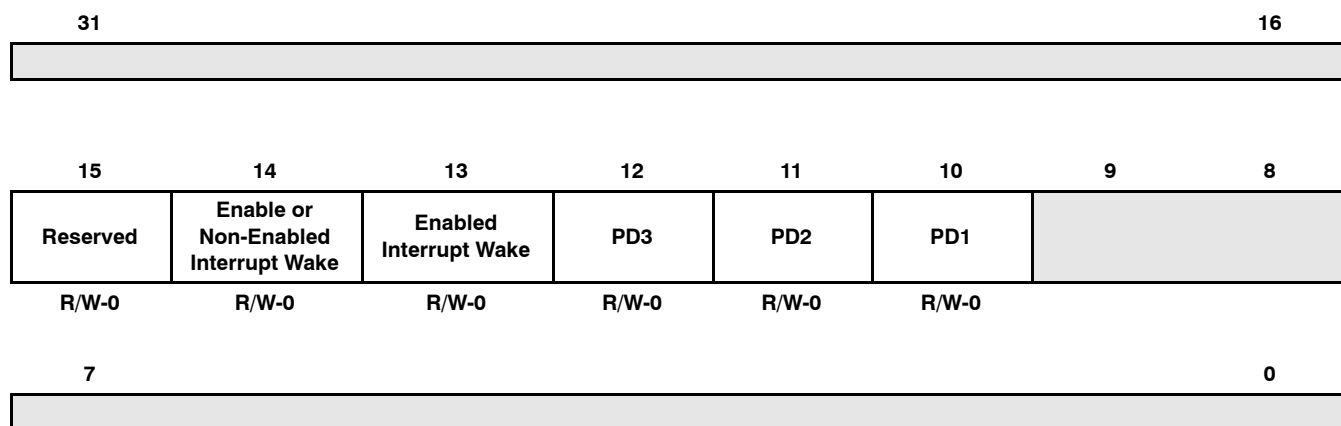 31 16
15 14 13 12 11 10 9 8
Reserved
Enable or
Non-Enabled
Interrupt Wake
Enabled
Interrupt Wake
PD3
PD2
PD1
R/W-0 R/W-0 R/W-0 R/W-0 R/W-0 R/W-0
7 0